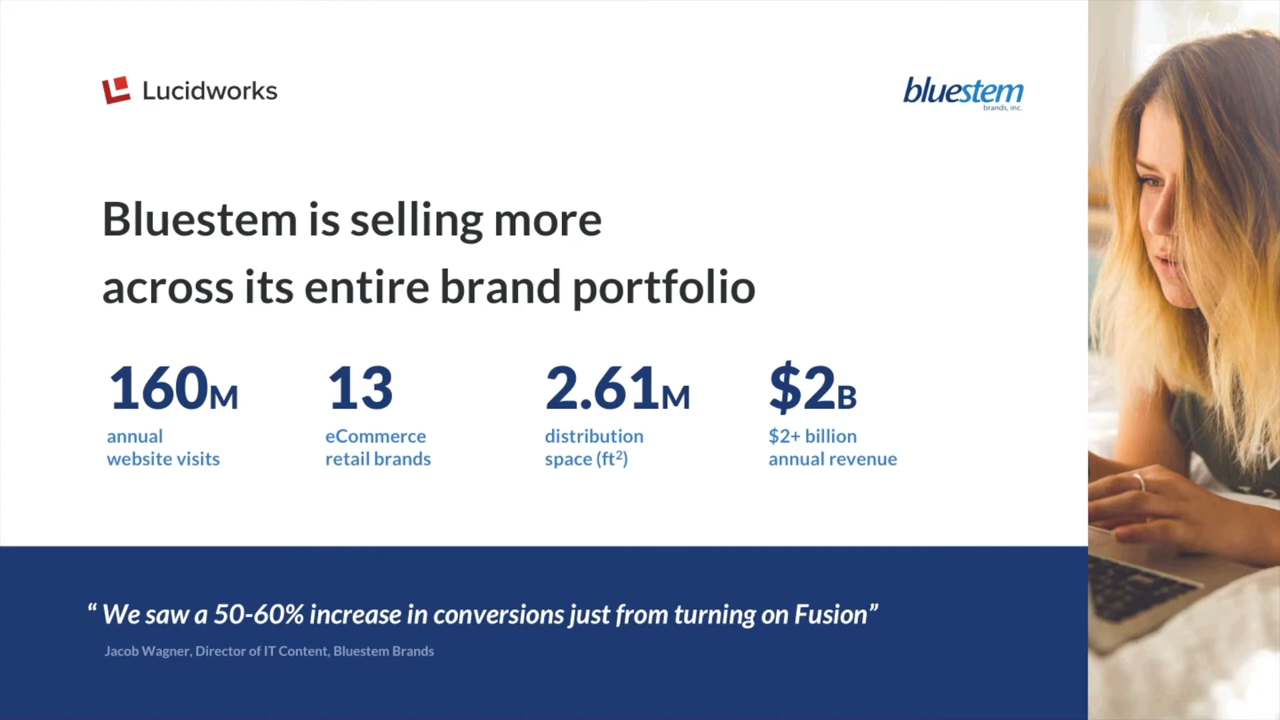 Lucidworks
bluestem
brands, inc.
Bluestem is selling more
across its entire brand portfolio
160M
annual
website visits
13
eCommerce
retail brands
2.61M
distribution
space (ft²)
$2B
$2+ billion
annual revenue
“ We saw a 50-60% increase in conversions just from turning on Fusion”
Jacob Wagner, Director of IT Content, Bluestem Brands